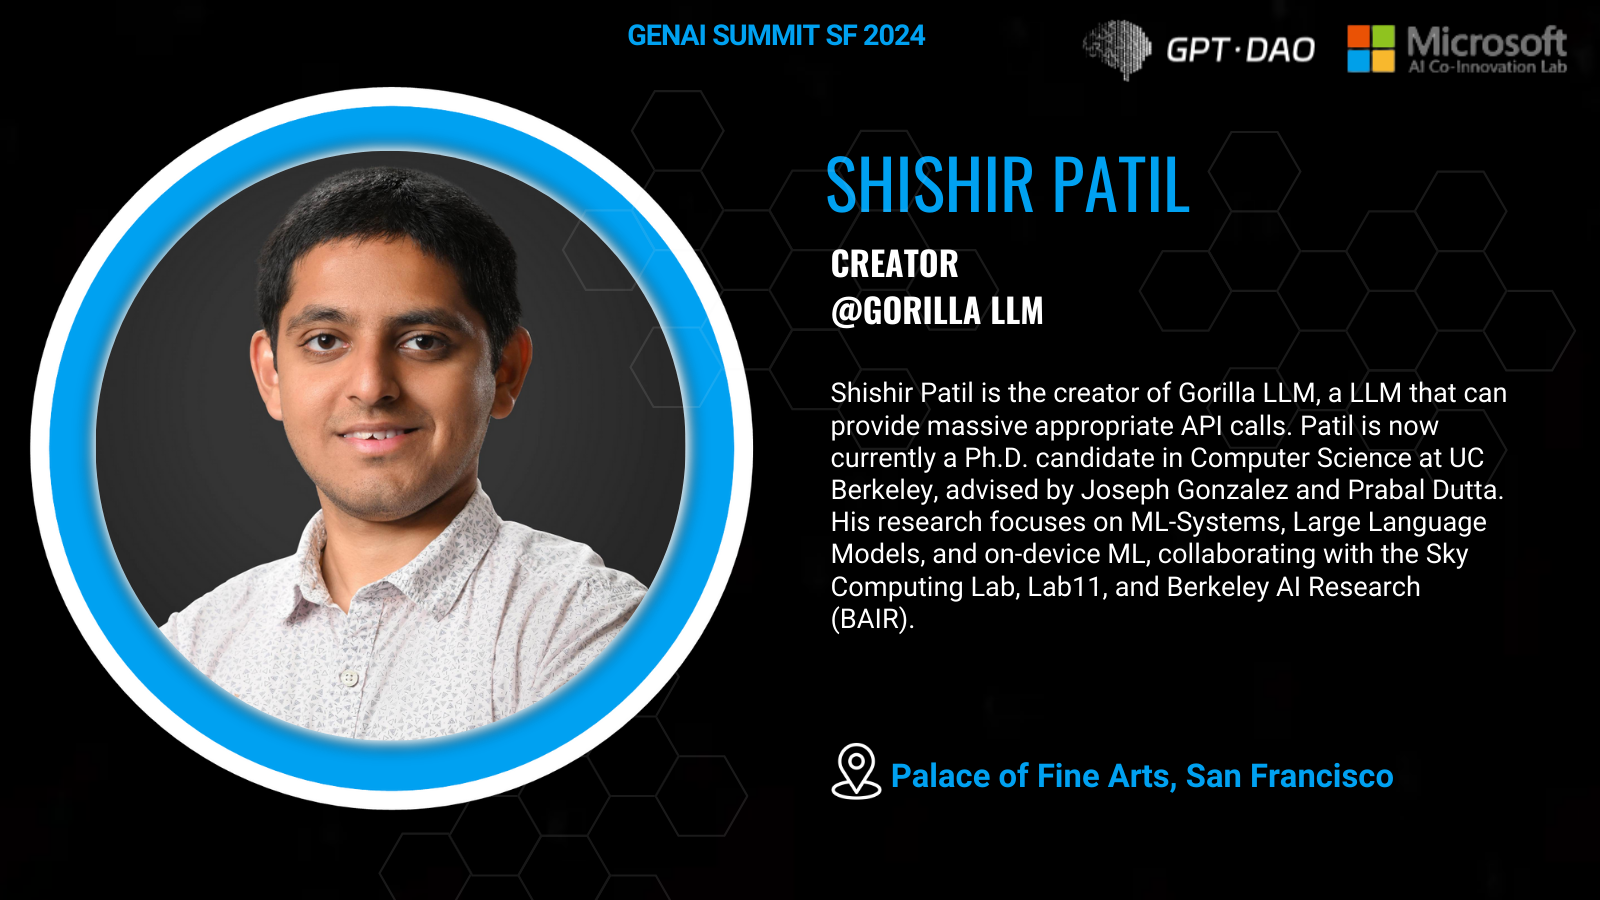 GENAI SUMMIT SF 2024
GPT·DAO
Microsoft
AI Co-Innovation Lab
SHISHIR PATIL
CREATOR
@GORILLA LLM
Shishir Patil is the creator of Gorilla LLM, a LLM that can
provide massive appropriate API calls. Patil is now
currently a Ph.D. candidate in Computer Science at UC
Berkeley, advised by Joseph Gonzalez and Prabal Dutta.
His research focuses on ML-Systems, Large Language
Models, and on-device ML, collaborating with the Sky
Computing Lab, Lab11, and Berkeley AI Research
(BAIR).
Palace of Fine Arts, San Francisco